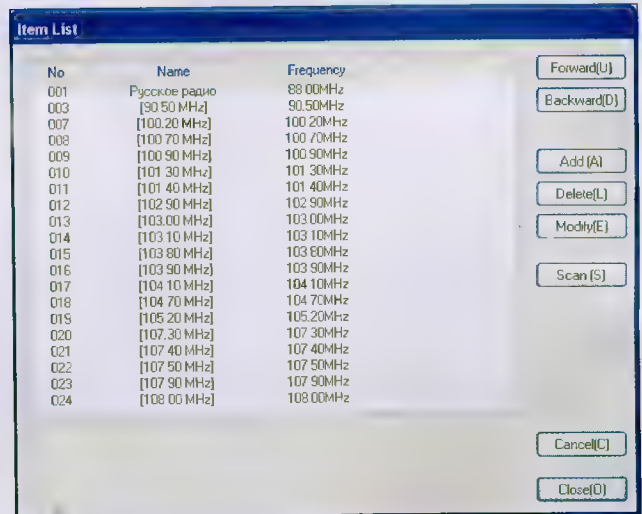 Item List
No Name Frequency
001 Русское радио 88 00MHz
003 [90 50 MHz] 90.50MHz
007 [100.20 MHz] 100 20MHz
008 [100 70 MHz] 100 70MHz
009 [100 90 MHz] 100 90MHz
010 [101 30 MHz] 101 30MHz
011 [101 40 MHz] 101 40MHz
012 [102 90 MHz] 102 90MHz
013 [103.00 MHz] 103 00MHz
014 [103 10 MHz] 103 10MHz
015 [103 80 MHz] 103 80MHz
016 [103 90 MHz] 103 90MHz
017 [104 10 MHz] 104 10MHz
018 [104 70 MHz] 104 70MHz
019 [105 20 MHz] 105.20MHz
020 [107.30 MHz] 107 30MHz
021 [107 40 MHz] 107 40MHz
022 [107 50 MHz] 107 50MHz
023 [107 90 MHz] 107 90MHz
024 [108 00 MHz] 108 00MHz
Forward(U)
Backward(D)
Add (A)
Delete(L)
Modify(E)
Scan (S)
Cancel(C)
Close(O)